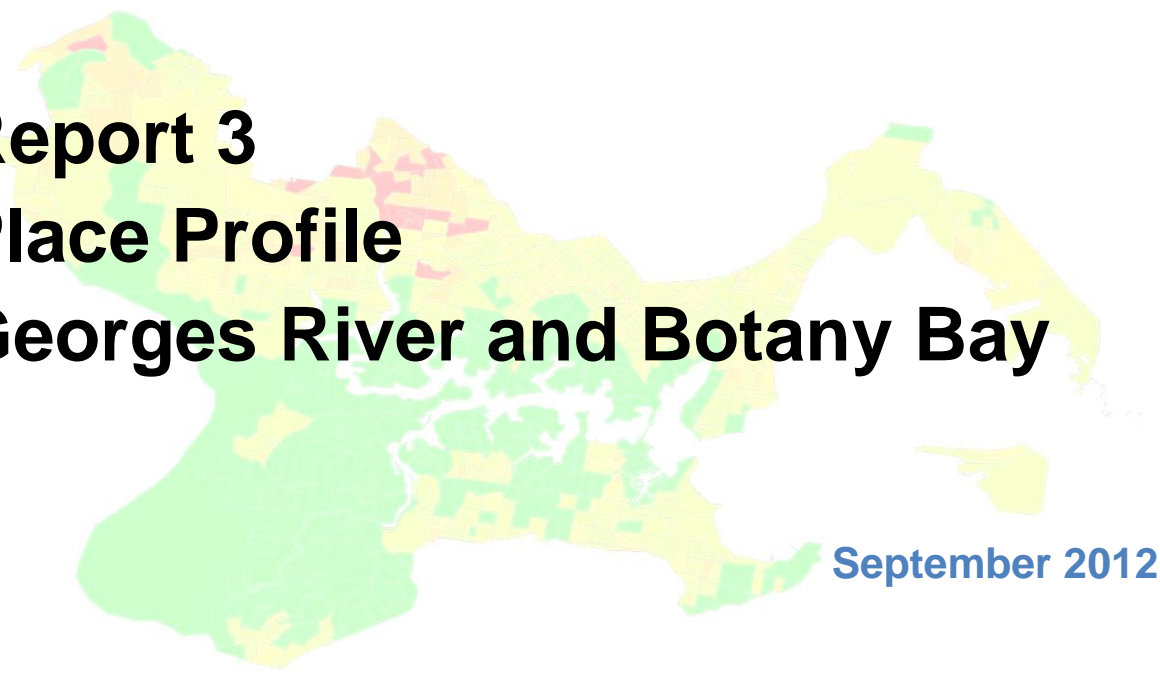 Report 3
Place Profile
Georges River and Botany Bay
September 2012